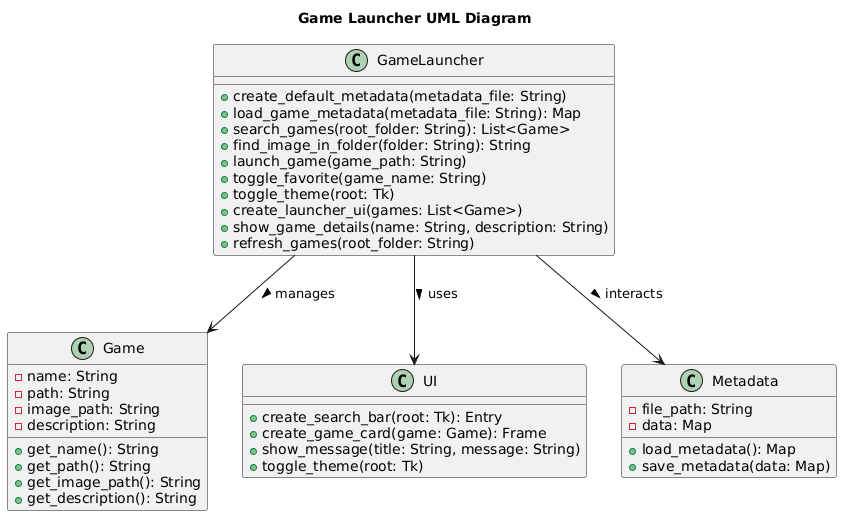 Game Launcher UML Diagram
C GameLauncher
create_default_metadata(metadata_file: String)
load_game_metadata(metadata_file: String): Map
search_games(root_folder: String): List<Game>
find_image_in_folder(folder: String): String
launch_game(game_path: String)
toggle_favorite(game_name: String)
toggle_theme(root: Tk)
create_launcher_ui(games: List<Game>)
show_game_details(name: String, description: String)
refresh_games(root_folder: String)
manages
uses
interacts
C Game
name: String
path: String
image_path: String
description: String
get_name(): String
get_path(): String
get_image_path(): String
get_description(): String
C UI
create_search_bar(root: Tk): Entry
create_game_card(game: Game): Frame
show_message(title: String, message: String)
toggle_theme(root: Tk)
C Metadata
file_path: String
data: Map
load_metadata(): Map
save_metadata(data: Map)